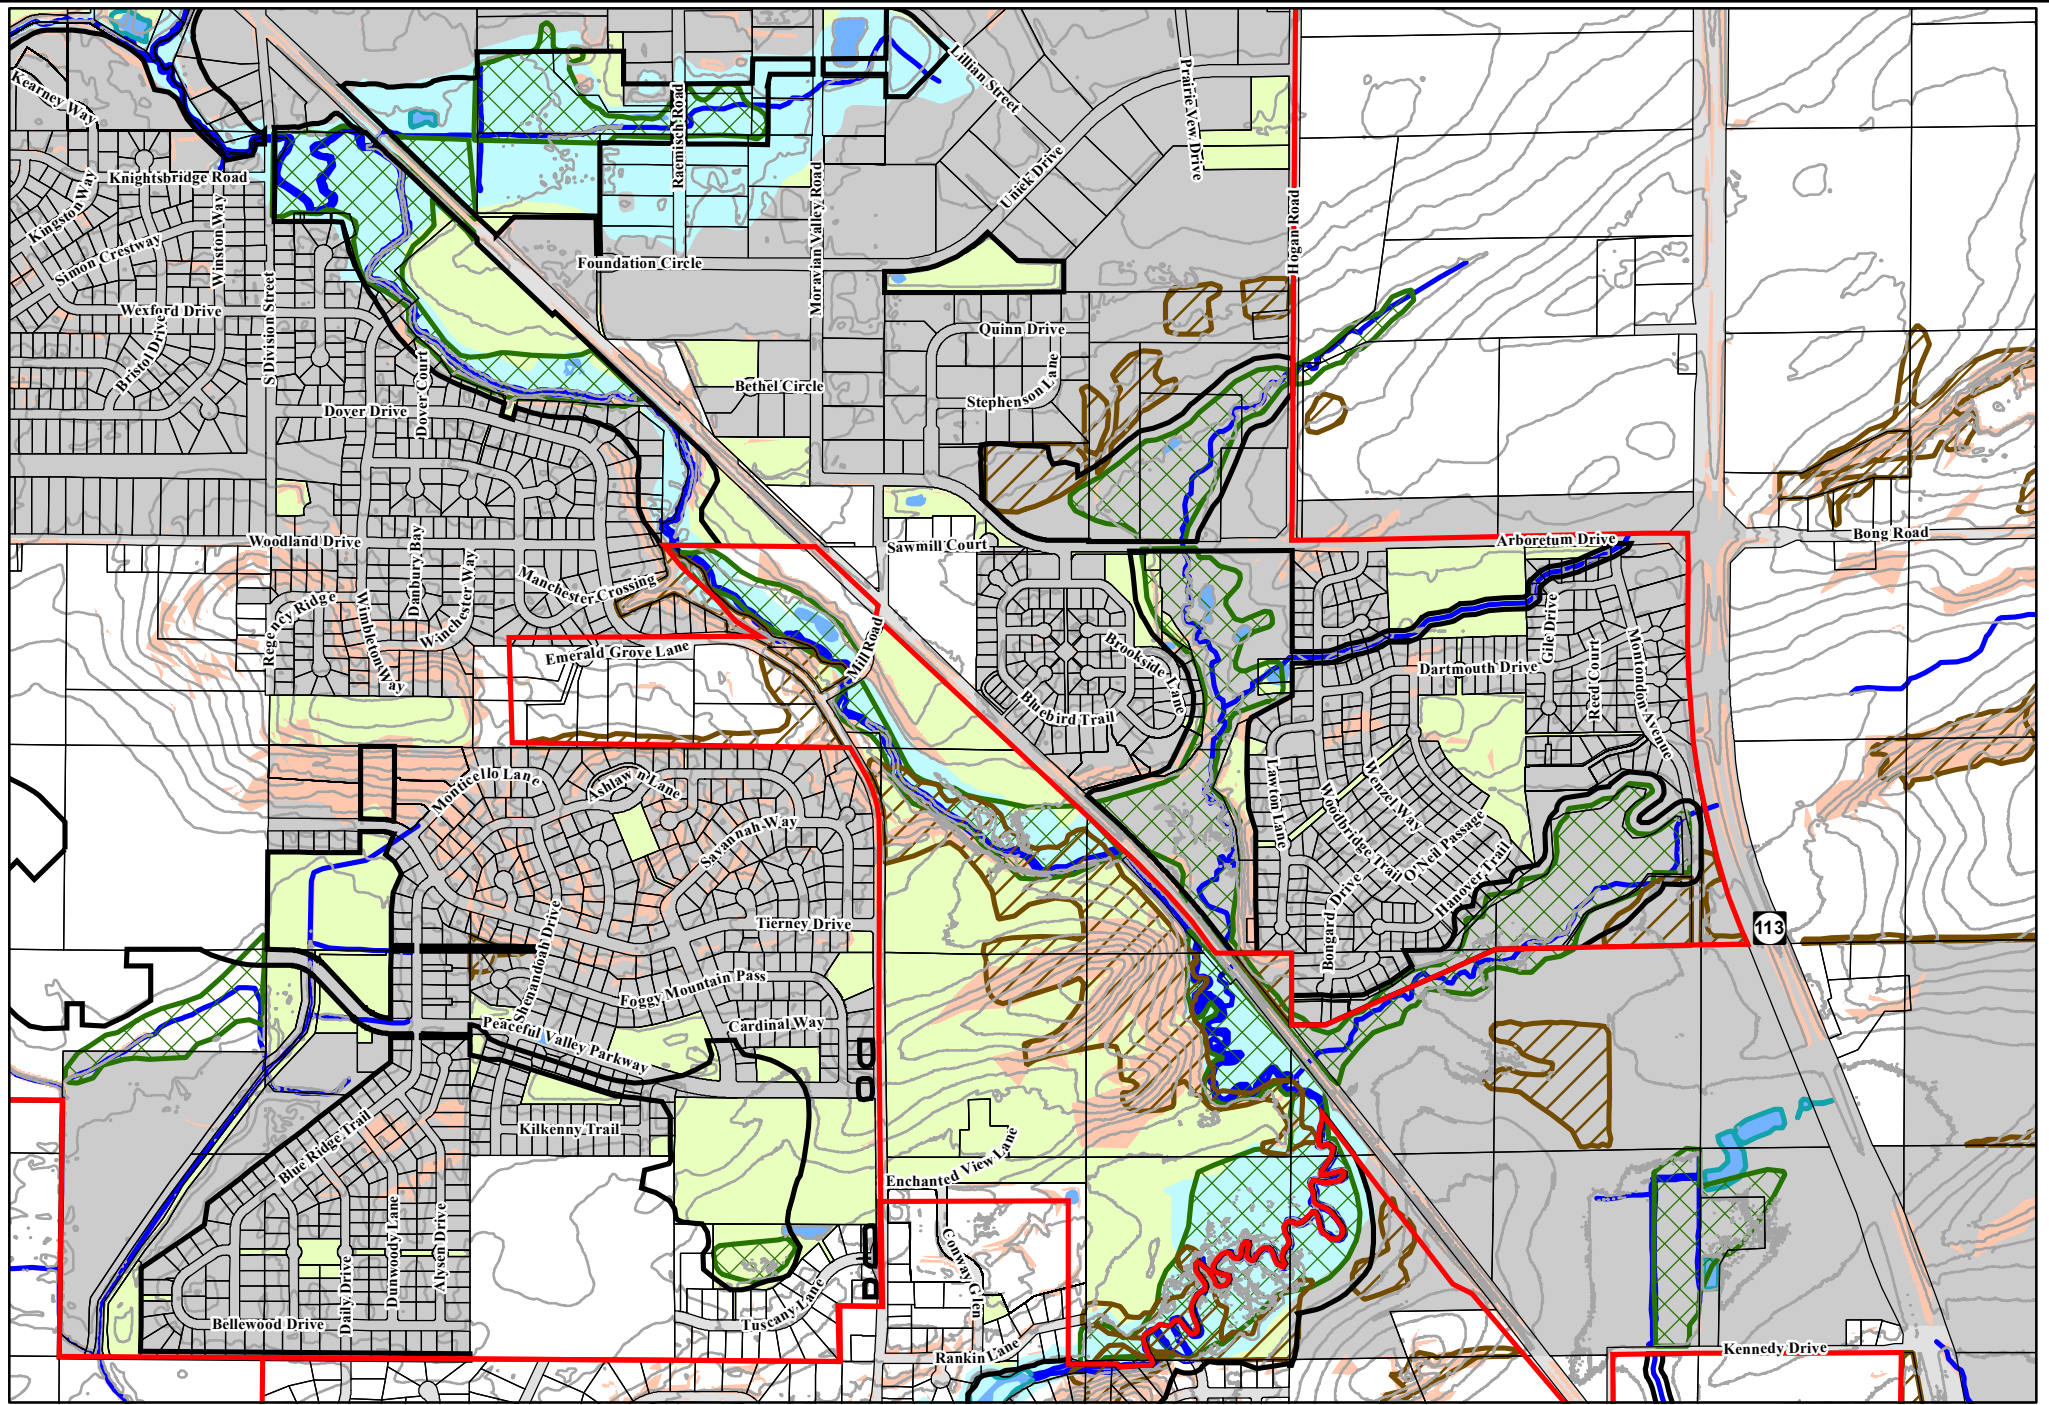 Kearney Way
Lillian Street
Prairie View Drive
Raemisch Road
Knightsbridge Road
Kingston Way
Winston Way
Simon Crestway
Moravian Valley Road
Uniek Drive
Hogan Road
Foundation Circle
S Division Street
Wexford Drive
Bristol Drive
Quinn Drive
Dover Court
Bethel Circle
Stephenson Lane
Dover Drive
Woodland Drive
Sawmill Court
Arboretum Drive
Bong Road
Danbury Bay
Winchester Way
Manchester Crossing
Regency Ridge
Wimbleton Way
Emerald Grove Lane
Mill Road
Brookside Lane
Bluebird Trail
Gile Drive
Dartmouth Drive
Reed Court
Montondon Avenue
Monticello Lane
Ashlawn Lane
Savannah Way
Lawton Lane
Woodbridge Trail
Wenzel Way
O'Neil Passage
Hanover Trail
Bogard Drive
Tierney Drive
113
Shenandoah Drive
Foggy Mountain Pass
Peaceful Valley Parkway
Cardinal Way
Blue Ridge Trail
Kilkenny Trail
Enchanted View Lane
Conway Glen
Daily Drive
Dunwoody Lane
Alysen Drive
Bellewood Drive
Tuscany Lane
Rankin Lane
Kennedy Drive